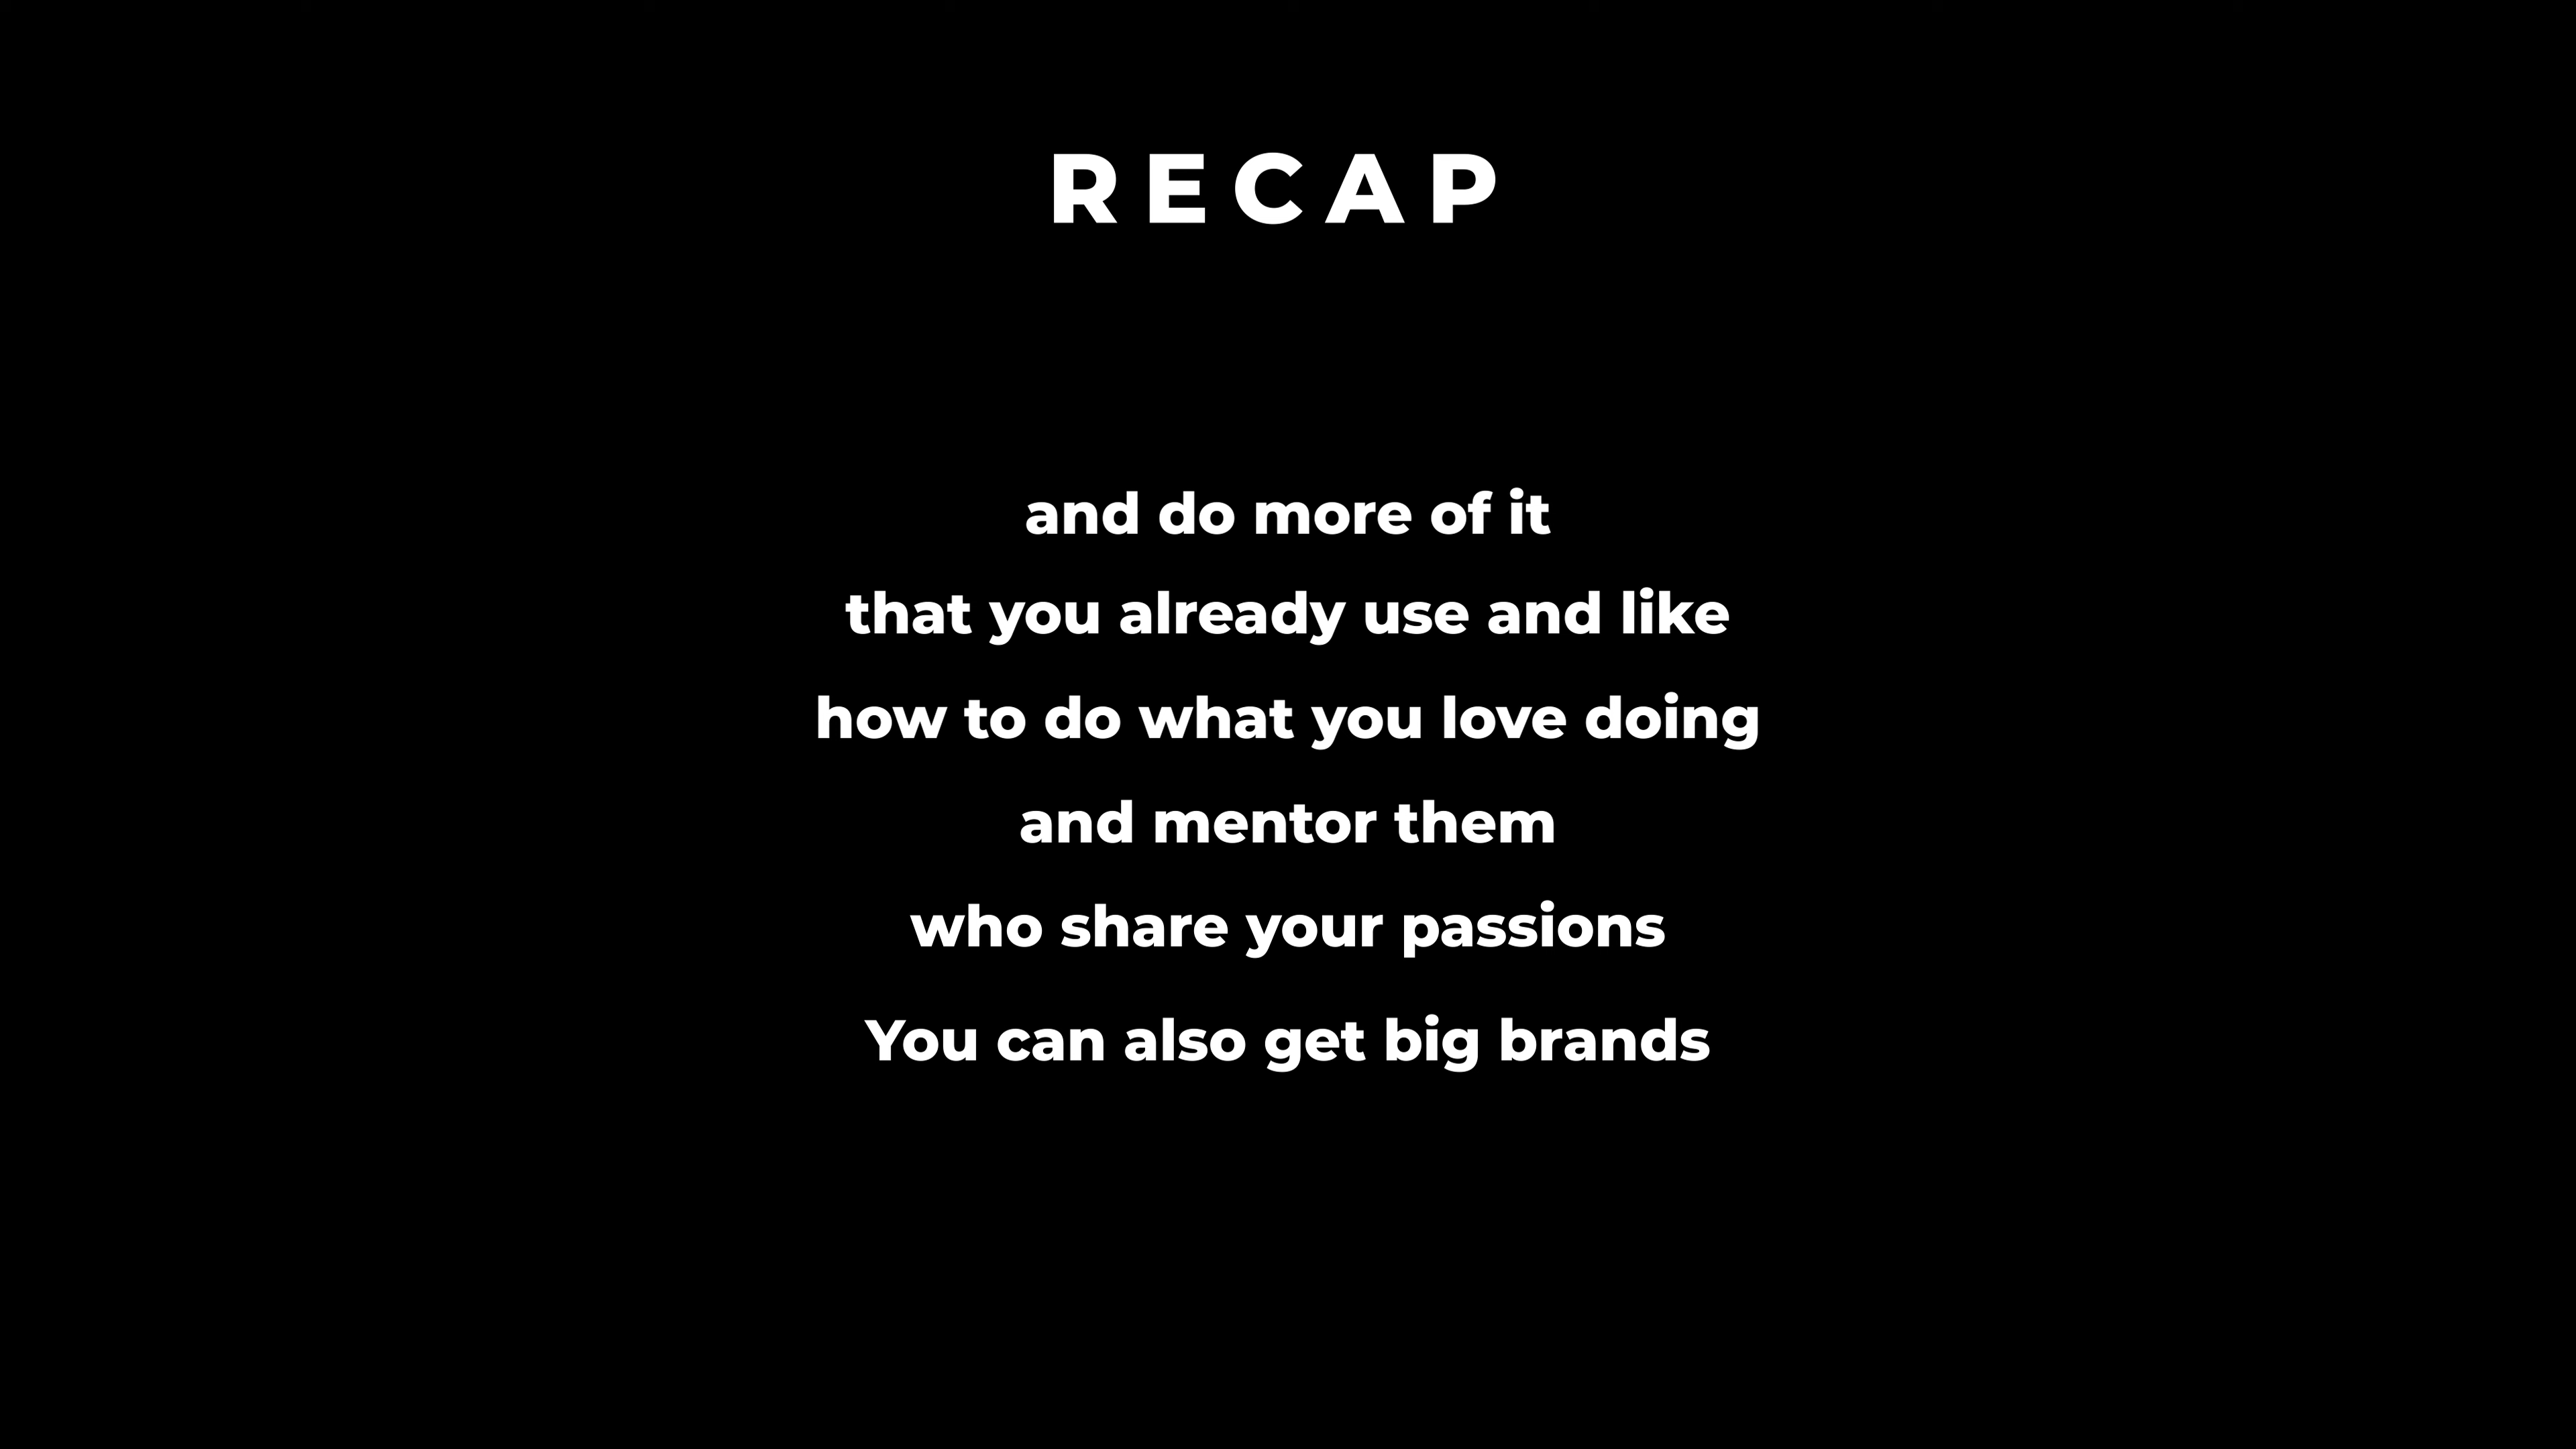 RECAP
and do more of it
that you already use and like
how to do what you love doing
and mentor them
who share your passions
You can also get big brands